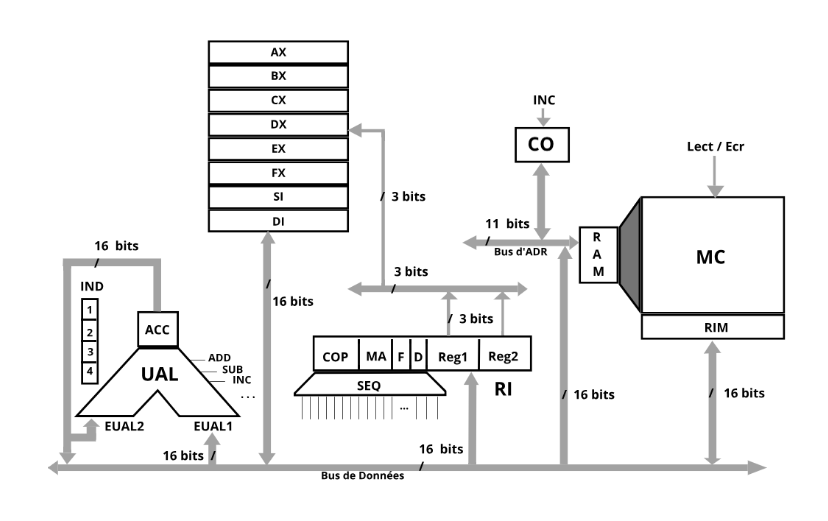 AX
BX
CX
DX
EX
FX
SI
DI
INC
CO
Lect / Ecr
/ 3 bits
11 bits
/
Bus d'ADR
R
A
M
MC
RIM
16 bits
/
IND
1
2
3
4
ACC
UAL
ADD
SUB
INC
...
EUAL2
EUAL1
/
16 bits
3 bits
/
/ 3 bits
COP MA F D Reg1 Reg2
SEQ
RI
...
/ 16 bits
/ 16 bits
16 bits /
16 bits
/
Bus de Données